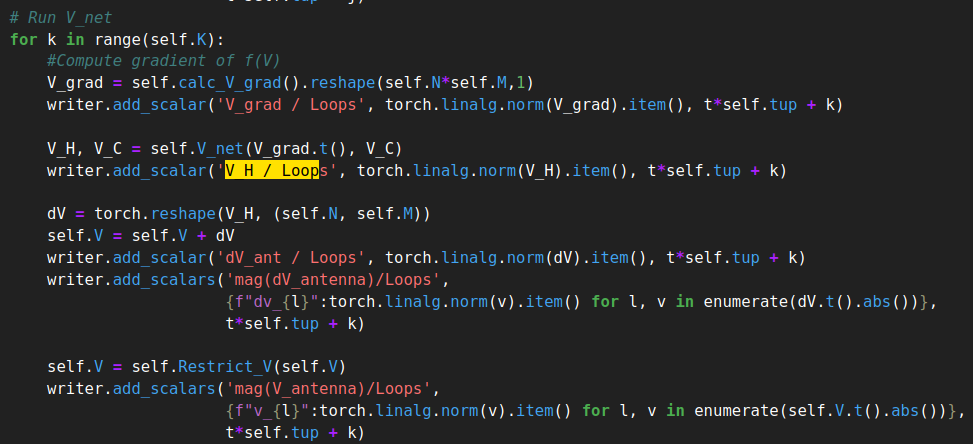 # Run V_net
for k in range(self.K):
    #Compute gradient of f(V)
    V_grad = self.calc_V_grad().reshape(self.N*self.M,1)
    writer.add_scalar('V_grad / Loops', torch.linalg.norm(V_grad).item(), t*self.tup + k)
    V_H, V_C = self.V_net(V_grad.t(), V_C)
    writer.add_scalar('V H / Loops', torch.linalg.norm(V_H).item(), t*self.tup + k)
    dV = torch.reshape(V_H, (self.N, self.M))
    self.V = self.V + dV
    writer.add_scalar('dV_ant / Loops', torch.linalg.norm(dV).item(), t*self.tup + k)
    writer.add_scalars('mag(dV_antenna)/Loops',
                       {f"dv_{l}":torch.linalg.norm(v).item() for l, v in enumerate(dV.t().abs())},
                       t*self.tup + k)
    self.V = self.Restrict_V(self.V)
    writer.add_scalars('mag(V_antenna)/Loops',
                       {f"v_{l}":torch.linalg.norm(v).item() for l, v in enumerate(self.V.t().abs())},
                       t*self.tup + k)